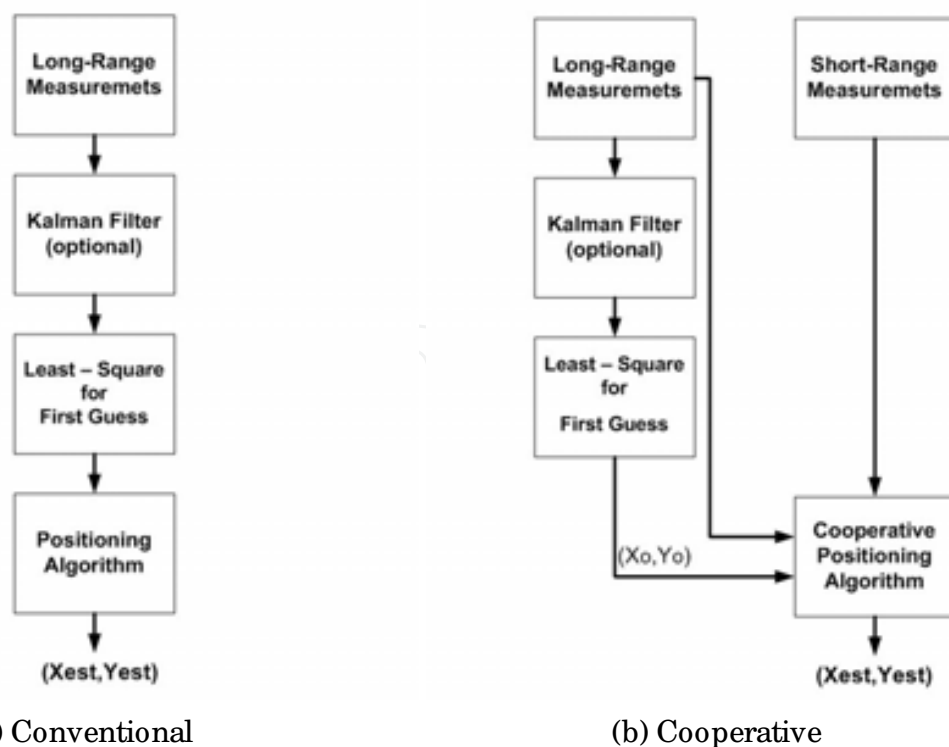 Long-Range
Measuremets
Kalman Filter
(optional)
Least – Square
for
First Guess
Positioning
Algorithm
(Xest,Yest)
) Conventional
Long-Range
Measuremets
Short-Range
Measuremets
Kalman Filter
(optional)
Least – Square
for
First Guess
(Xo,Yo)
Cooperative
Positioning
Algorithm
(Xest,Yest)
(b) Cooperative